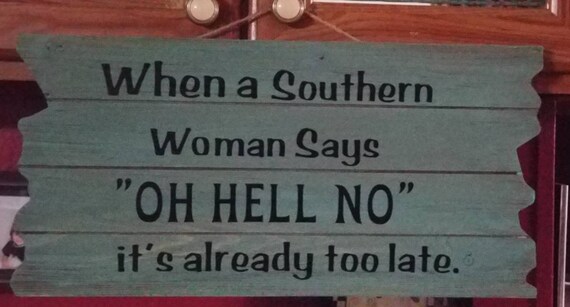 When a Southern
Woman Says
"OH HELL NO"
it's already too late.